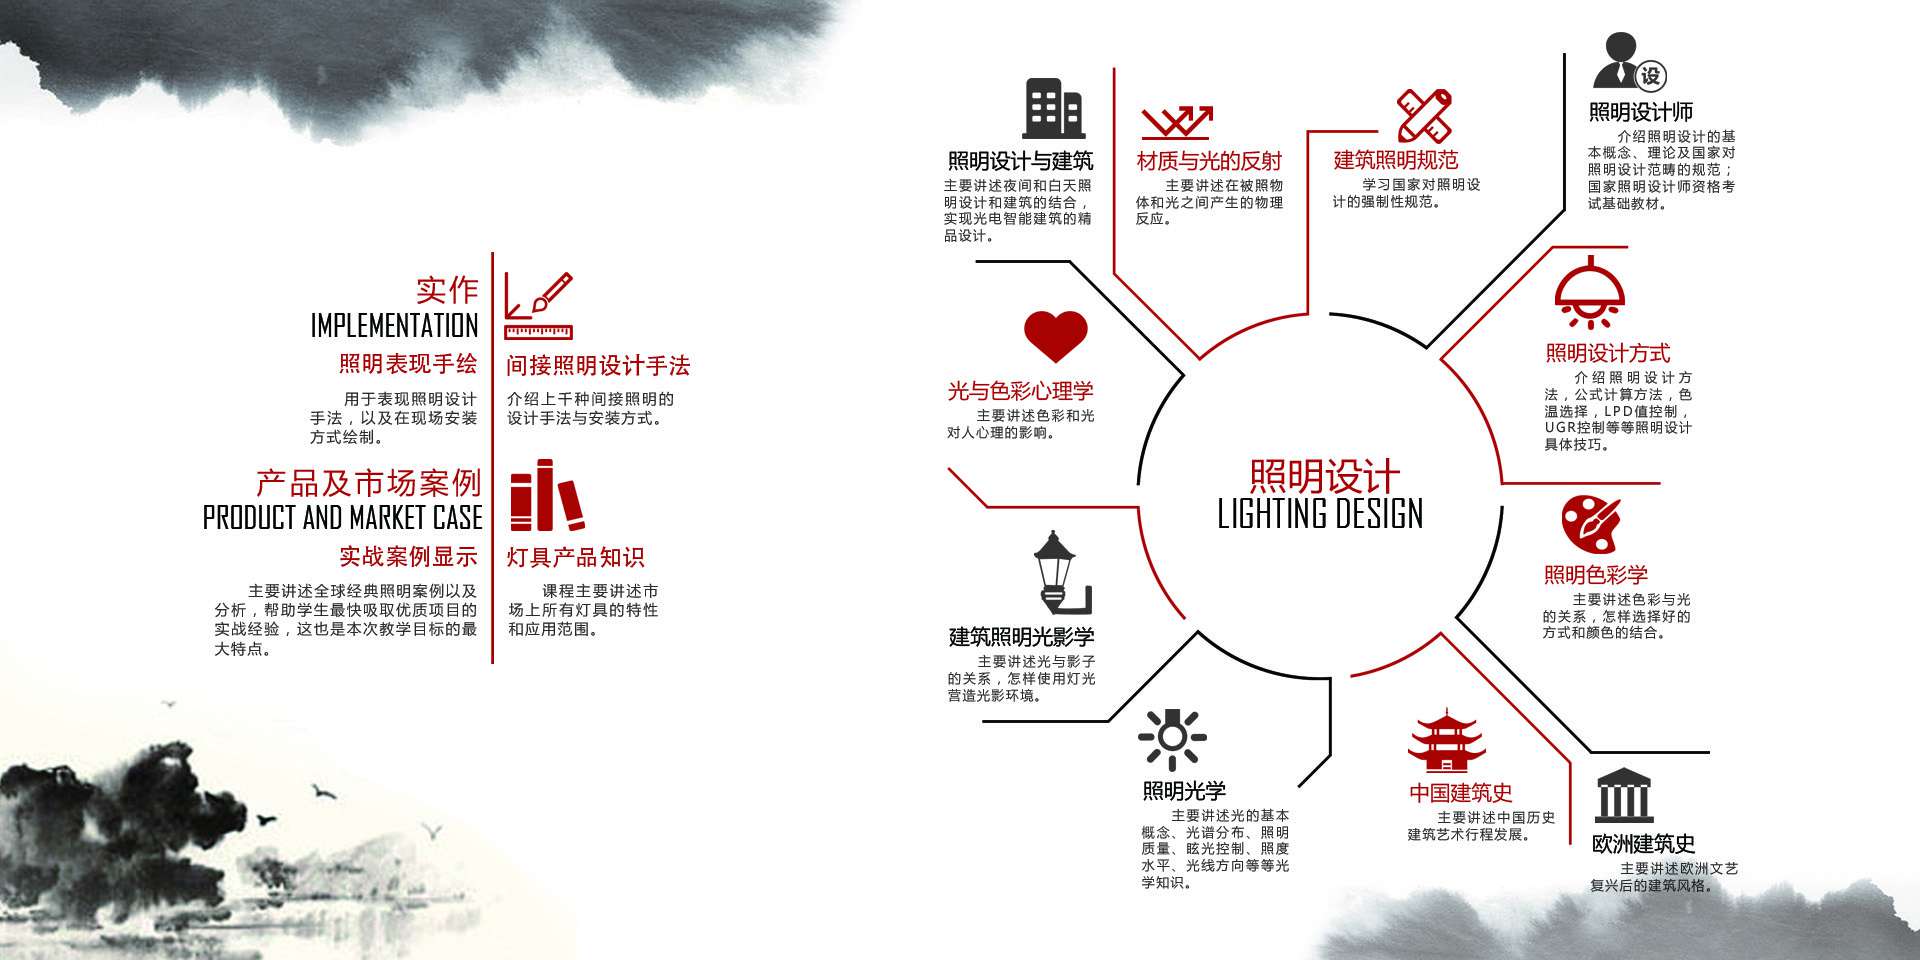 实作
IMPLEMENTATION
照明表现手绘
用于表现照明设计
手法，以及在现场安装
方式绘制。
间接照明设计手法
介绍上千种间接照明的
设计手法与安装方式。
产品及市场案例
PRODUCT AND MARKET CASE
实战案例显示
主要讲述全球经典照明案例以及
分析，帮助学生最快吸取优质项目的
实战经验，这也是本次教学目标的最
大特点。
灯具产品知识
课程主要讲述市
场上所有灯具的特性
和应用范围。
照明设计与建筑
主要讲述夜间和白天照
明设计和建筑的结合，
实现光电智能建筑的精
品设计。
材质与光的反射
主要讲述在被照物
体和光之间产生的物理
反应。
建筑照明规范
学习国家对照明设
计的强制性规范。
设
照明设计师
介绍照明设计的基
本概念、理论及国家对
照明设计范畴的规范；
国家照明设计师资格考
试基础教材。
光与色彩心理学
主要讲述色彩和光
对人心理的影响。
照明设计方式
介绍照明设计方
法，公式计算方法，色
温选择，LPD值控制，
UGR控制等等照明设计
具体技巧。
照明设计
LIGHTING DESIGN
照明色彩学
主要讲述色彩与光
的关系，怎样选择好的
方式和颜色的结合。
建筑照明光影学
主要讲述光与影子
的关系，怎样使用灯光
营造光影环境。
照明光学
主要讲述光的基本
概念、光谱分布、照明
质量、眩光控制、照度
水平、光线方向等等光
学知识。
中国建筑史
主要讲述中国历史
建筑艺术行程发展。
欧洲建筑史
主要讲述欧洲文艺
复兴后的建筑风格。